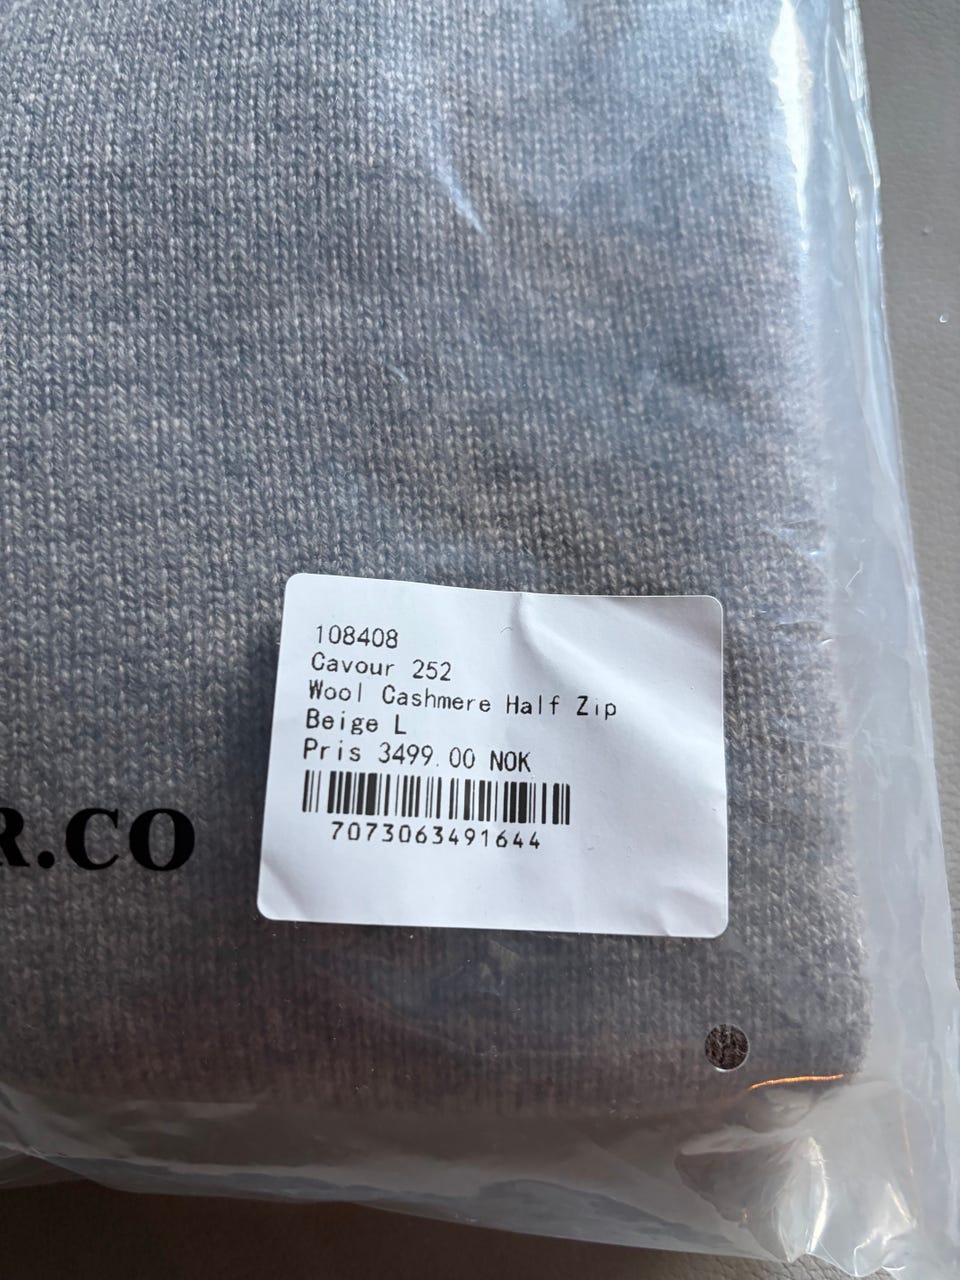 108408
Cavour 252
Wool Cashmere Half Zip
Beige L
Pris 3499.00 NOK
7073063491644
R.CO